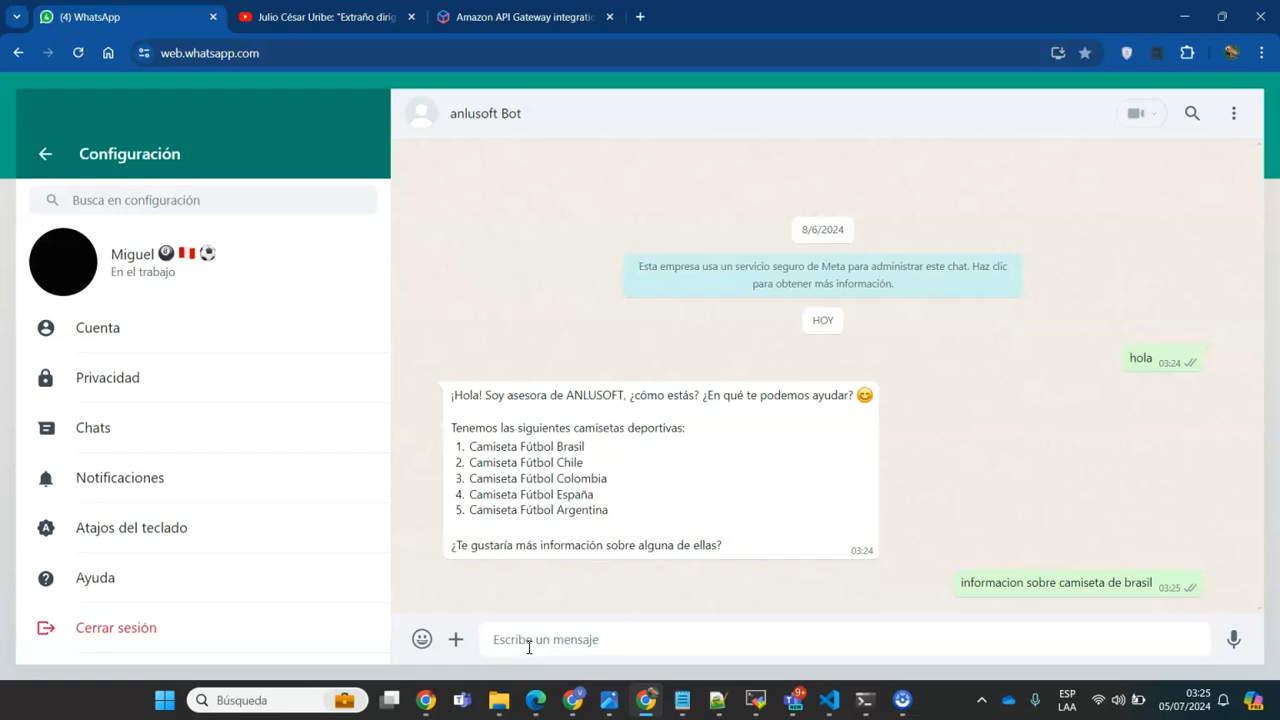 (4) WhatsApp
Julio César Uribe: "Extraño dirig
Amazon API Gateway integratio
web.whatsapp.com
Configuración
anlusoft Bot
Busca en configuración
Miguel 🎱 🇵🇪 ⚽
En el trabajo
Cuenta
Privacidad
Chats
Notificaciones
Atajos del teclado
Ayuda
Cerrar sesión
8/6/2024
Esta empresa usa un servicio seguro de Meta para administrar este chat. Haz clic
para obtener más información.
HOY
hola 03:24
¡Hola! Soy asesora de ANLUSOFT, ¿cómo estás? ¿En qué te podemos ayudar? 😊
Tenemos las siguientes camisetas deportivas:
1. Camiseta Fútbol Brasil
2. Camiseta Fútbol Chile
3. Camiseta Fútbol Colombia
4. Camiseta Fútbol España
5. Camiseta Fútbol Argentina
¿Te gustaría más información sobre alguna de ellas? 03:24
informacion sobre camiseta de brasil 03:25
Escribe un mensaje
Búsqueda
9+
ESP
LAA
03:25
05/07/2024